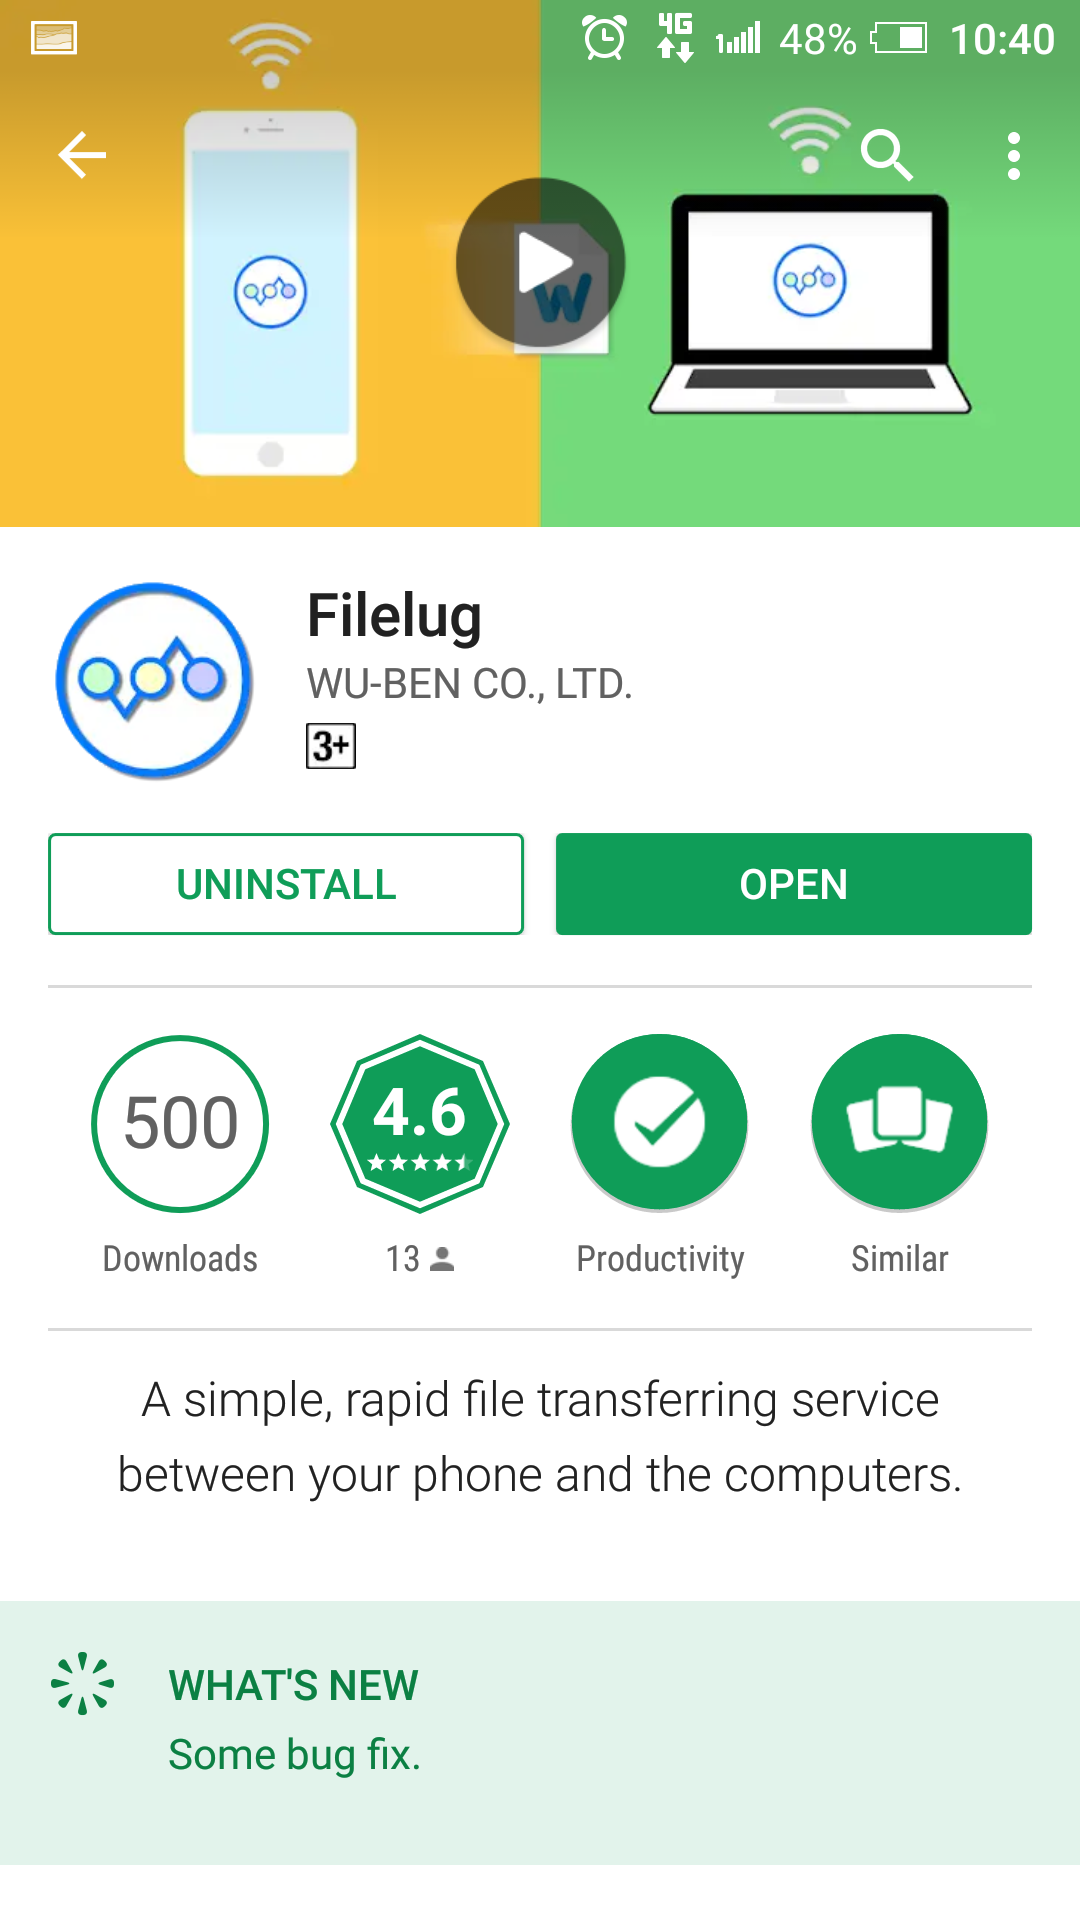 4G
48%
10:40
W
Filelug
WU-BEN CO., LTD.
3+
UNINSTALL
OPEN
500
4.6
Downloads
13
Productivity
Similar
A simple, rapid file transferring service
between your phone and the computers.
WHAT'S NEW
Some bug fix.